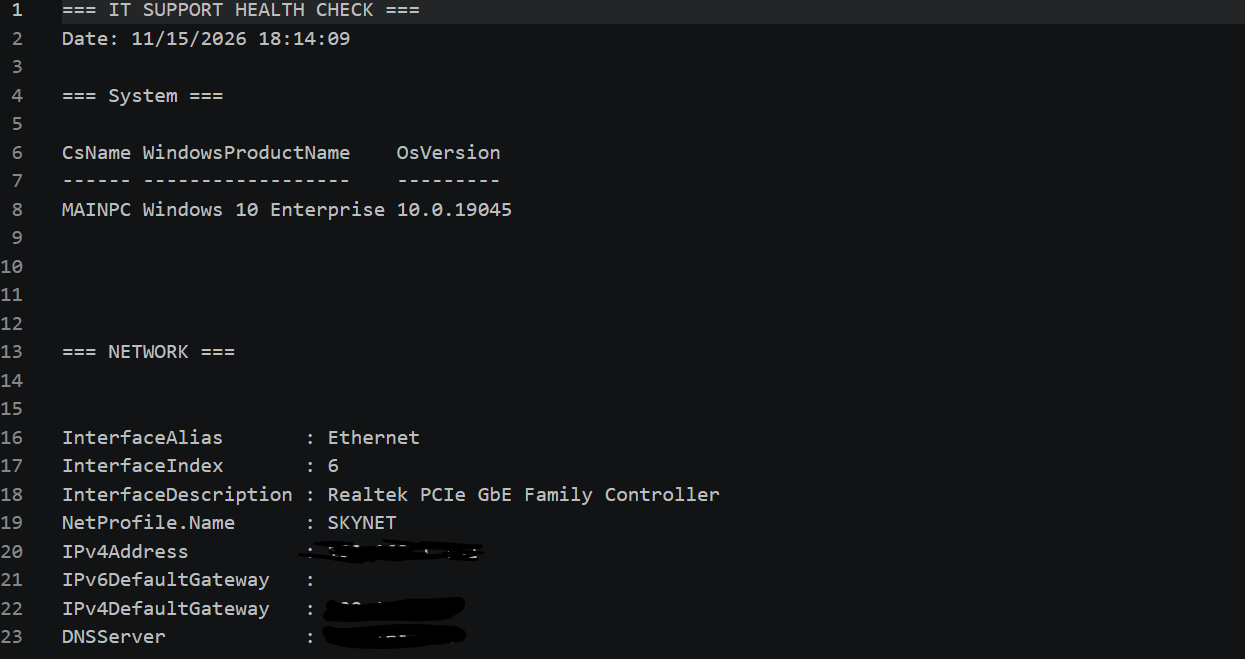 1 === IT SUPPORT HEALTH CHECK ===
2 Date: 11/15/2026 18:14:09
3
4 === System ===
5
6 CsName WindowsProductName    OsVersion
7 ------ ------------------    ---------
8 MAINPC Windows 10 Enterprise 10.0.19045
9
10
11
12
13 === NETWORK ===
14
15
16 InterfaceAlias       : Ethernet
17 InterfaceIndex       : 6
18 InterfaceDescription : Realtek PCIe GbE Family Controller
19 NetProfile.Name      : SKYNET
20 IPv4Address          :
21 IPv6DefaultGateway   :
22 IPv4DefaultGateway   :
23 DNSServer            :